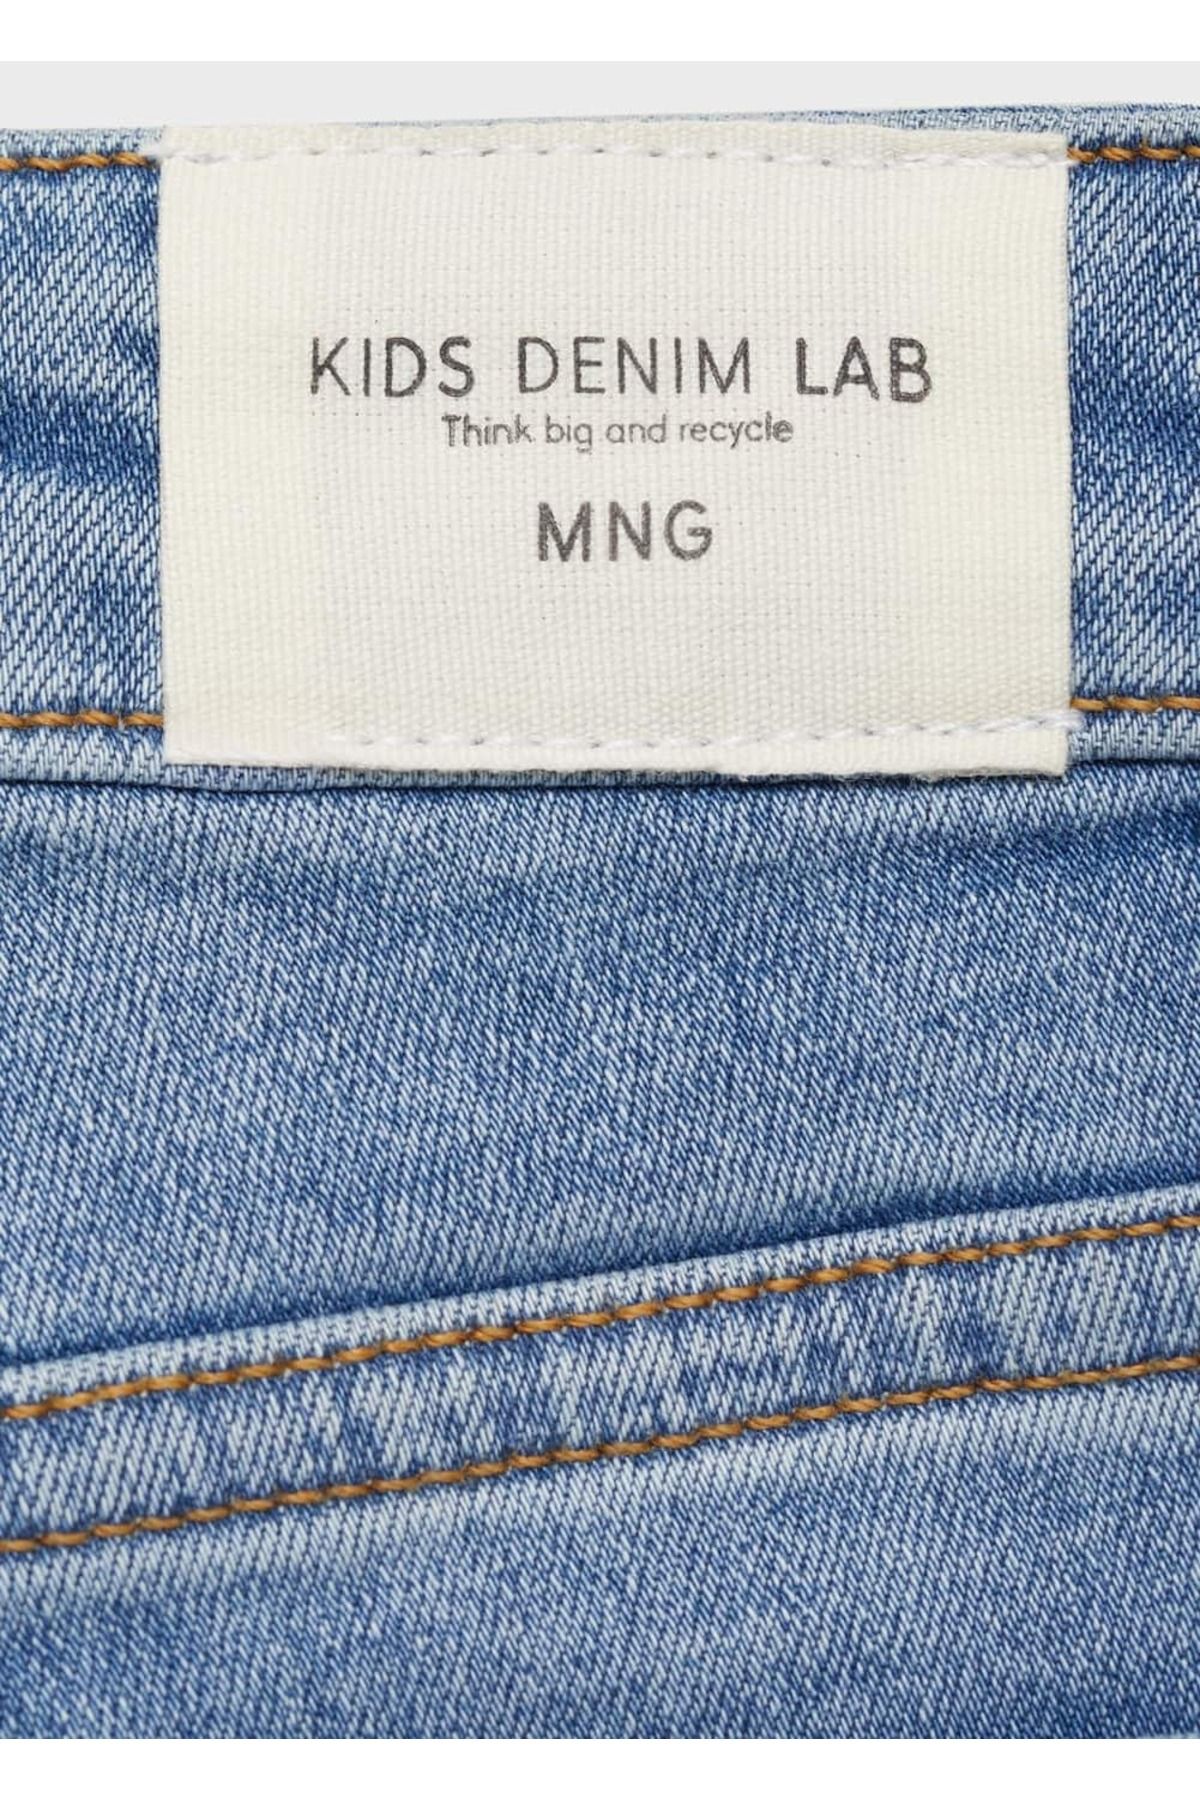 KIDS DENIM LAB
Think big and recycle
MNG